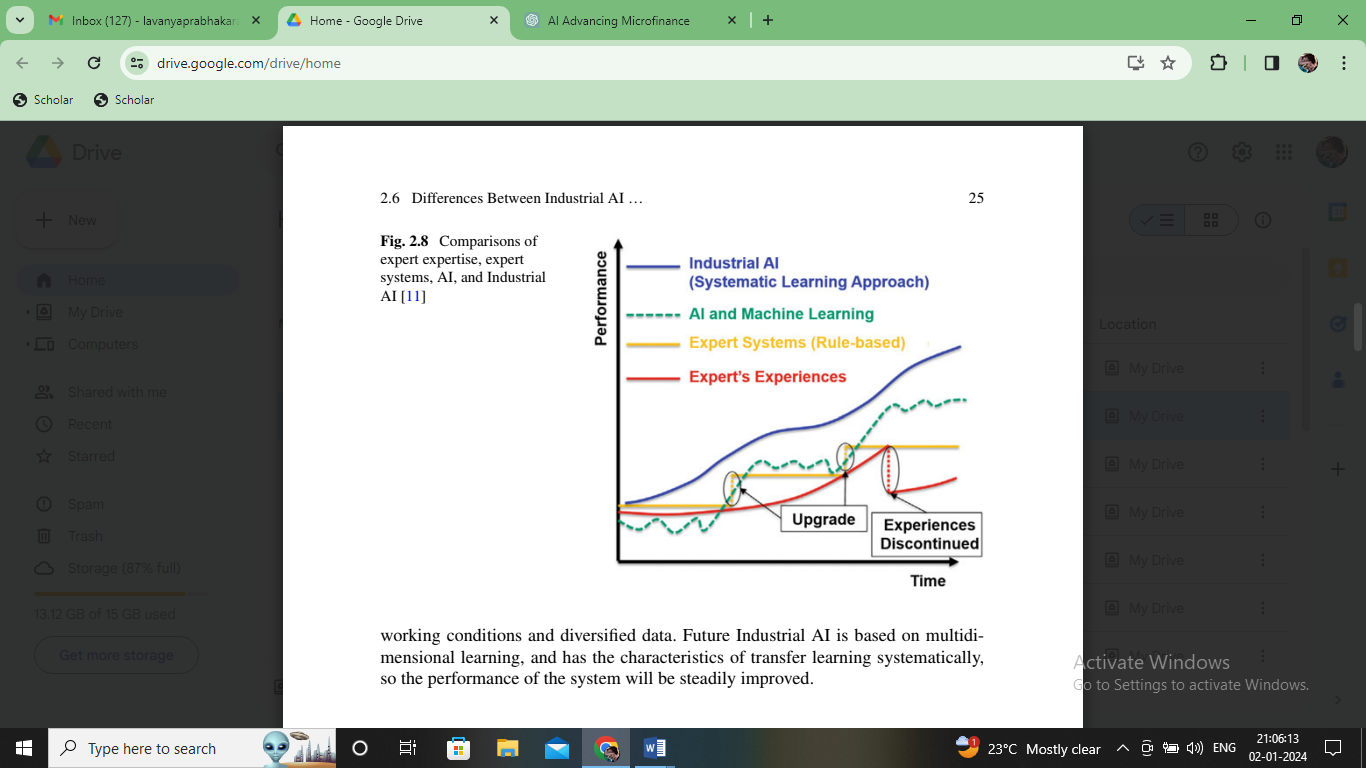 Inbox (127) - lavanyaprabhakar
Home - Google Drive
AI Advancing Microfinance
drive.google.com/drive/home
Scholar
Scholar
Drive
New
Home
My Drive
Computers
Shared with me
Recent
Starred
Spam
Trash
Storage (87% full)
13.12 GB of 15 GB used
Get more storage
2.6 Differences Between Industrial AI … 25
Fig. 2.8 Comparisons of
expert expertise, expert
systems, AI, and Industrial
AI [11]
Performance
Industrial AI
(Systematic Learning Approach)
AI and Machine Learning
Expert Systems (Rule-based)
Expert's Experiences
Upgrade
Experiences
Discontinued
Time
working conditions and diversified data. Future Industrial AI is based on multidi-
mensional learning, and has the characteristics of transfer learning systematically,
so the performance of the system will be steadily improved.
Location
My Drive
My Drive
My Drive
My Drive
My Drive
My Drive
Activate Windows
Go to Settings to activate Windows.
Type here to search
1
23°C Mostly clear
ENG
21:06:13
02-01-2024